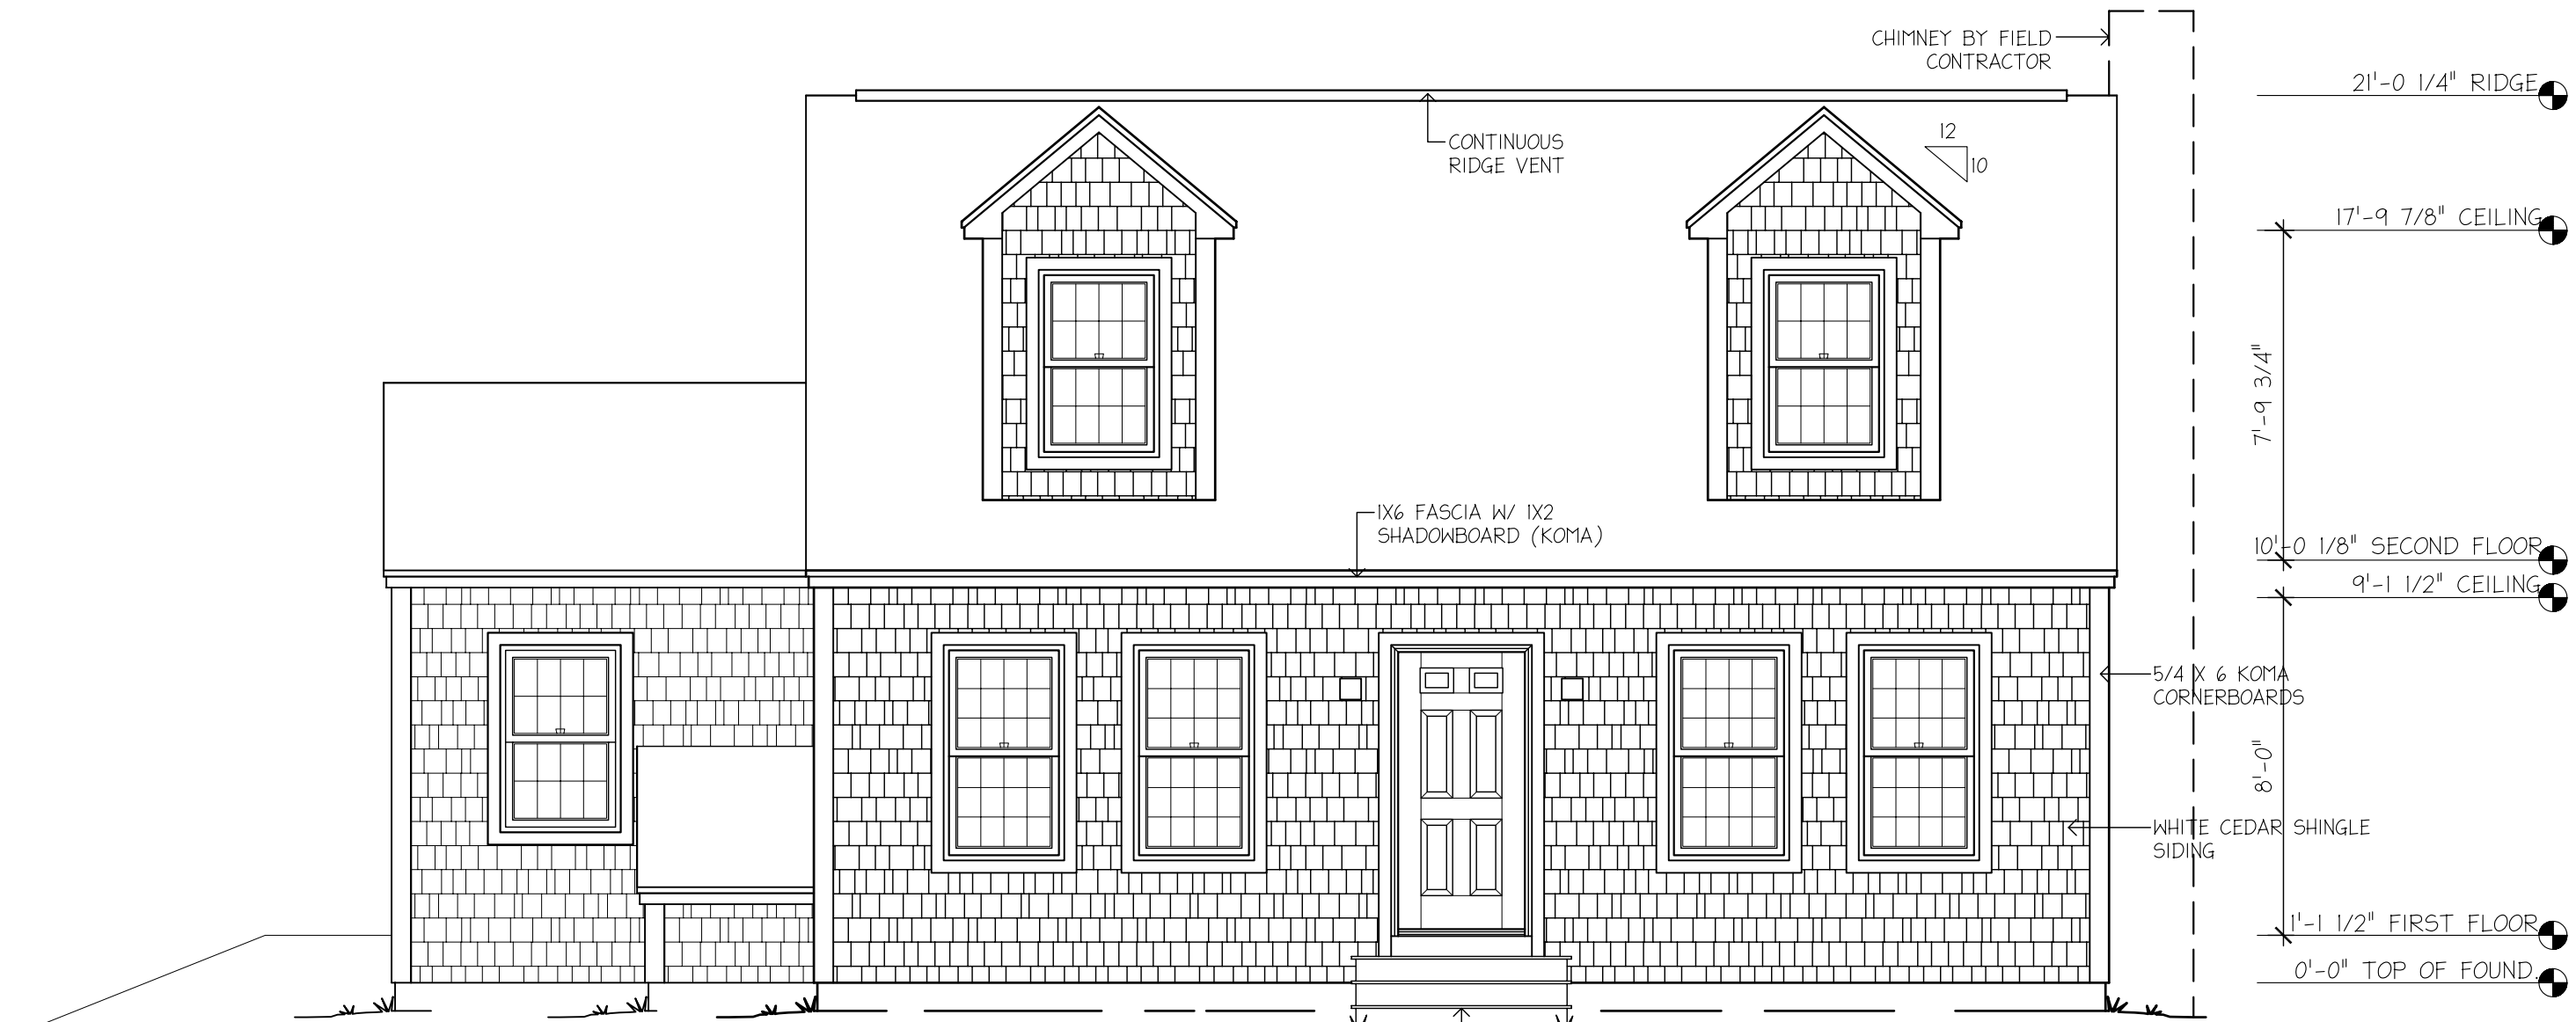 CHIMNEY BY FIELD
CONTRACTOR
21'-0 1/4" RIDGE
CONTINUOUS
RIDGE VENT
12
10
17'-9 7/8" CEILING
7'-9 3/4"
1X6 FASCIA W/ 1X2
SHADOWBOARD (KOMA)
10'-0 1/8" SECOND FLOOR
9'-1 1/2" CEILING
5/4 X 6 KOMA
CORNERBOARDS
8'-0"
WHITE CEDAR SHINGLE
SIDING
1'-1 1/2" FIRST FLOOR
0'-0" TOP OF FOUND.